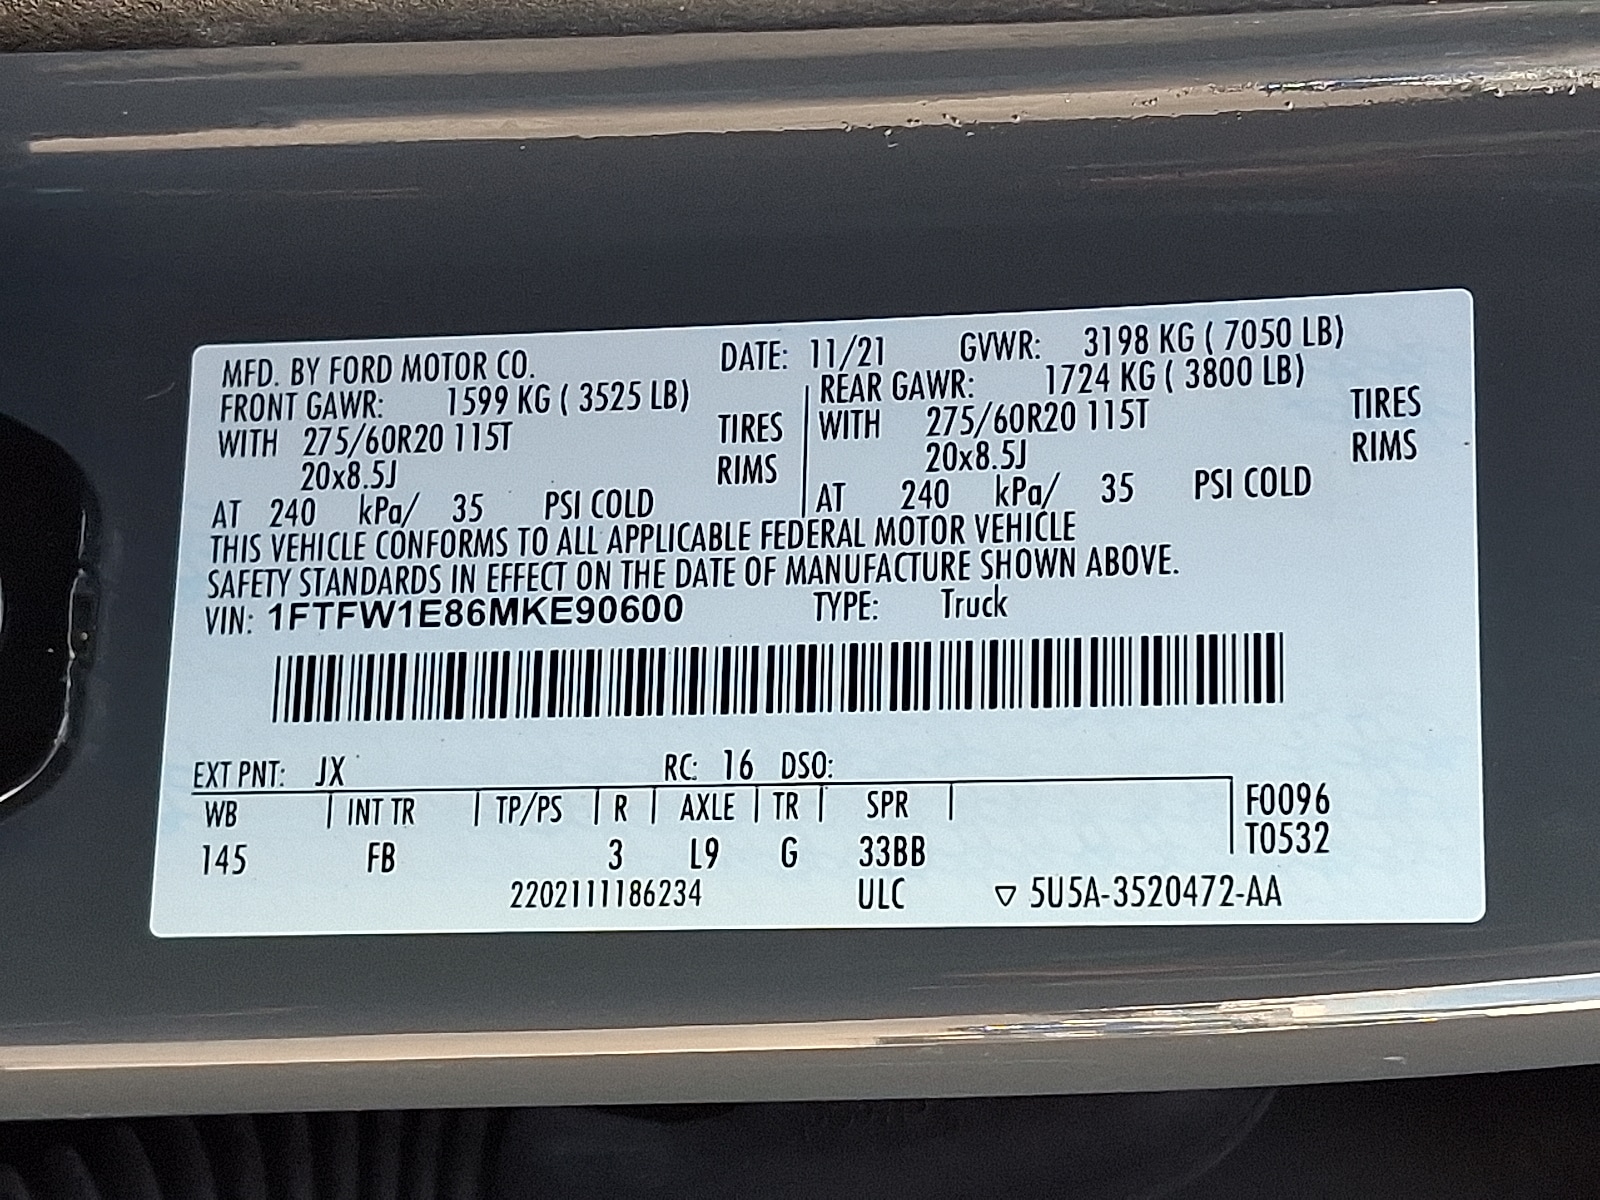 MFD. BY FORD MOTOR CO. DATE: 11/21 GVWR: 3198 KG ( 7050 LB)
FRONT GAWR: 1599 KG ( 3525 LB) REAR GAWR: 1724 KG ( 3800 LB)
WITH 275/60R20 115T TIRES WITH 275/60R20 115T TIRES
20x8.5J RIMS 20x8.5J RIMS
AT 240 kPa/ 35 PSI COLD AT 240 kPa/ 35 PSI COLD
THIS VEHICLE CONFORMS TO ALL APPLICABLE FEDERAL MOTOR VEHICLE
SAFETY STANDARDS IN EFFECT ON THE DATE OF MANUFACTURE SHOWN ABOVE.
VIN: 1FTFW1E86MKE90600 TYPE: Truck
EXT PNT: JX RC: 16 DSO:
WB INT TR TP/PS R AXLE TR SPR F0096
T0532
145 FB 3 L9 G 33BB
2202111186234 ULC ▽ 5U5A-3520472-AA